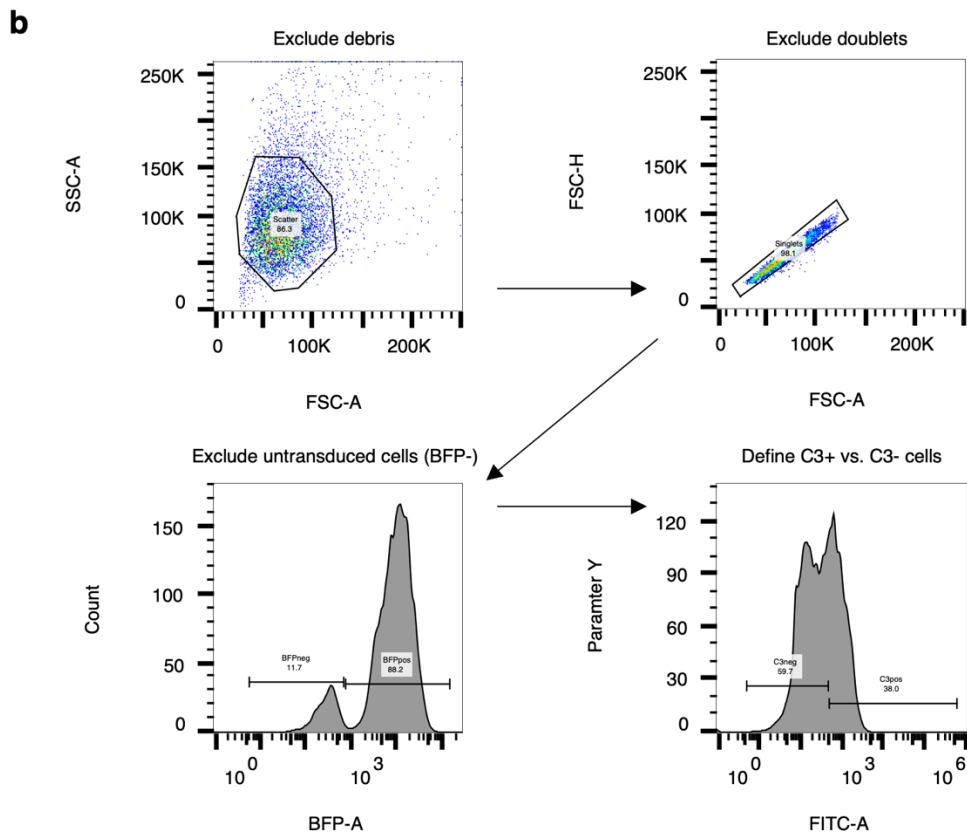 b
Exclude debris
250K
150K
100K
0
SSC-A
Scatter
86.3
0
100K
200K
FSC-A
Exclude doublets
250K
150K
100K
0
FSC-H
Singlets
98.1
0
100K
200K
FSC-A
Exclude untransduced cells (BFP-)
150
100
50
0
Count
BFPneg
11.7
BFPpos
88.2
10 0
10 3
BFP-A
Define C3+ vs. C3- cells
120
90
60
30
0
Paramter Y
C3neg
59.7
C3pos
38.0
10 0
10 3
10 6
FITC-A